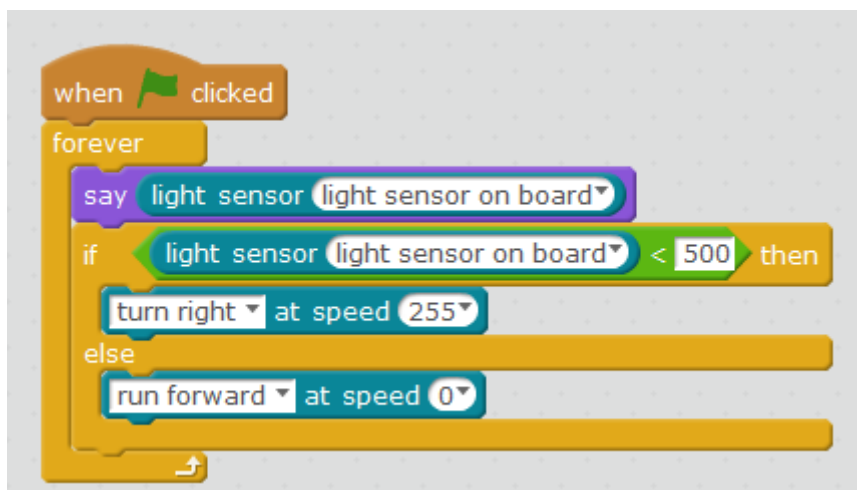 when clicked
forever
say light sensor light sensor on board
if light sensor light sensor on board < 500 then
turn right at speed 255
else
run forward at speed 0